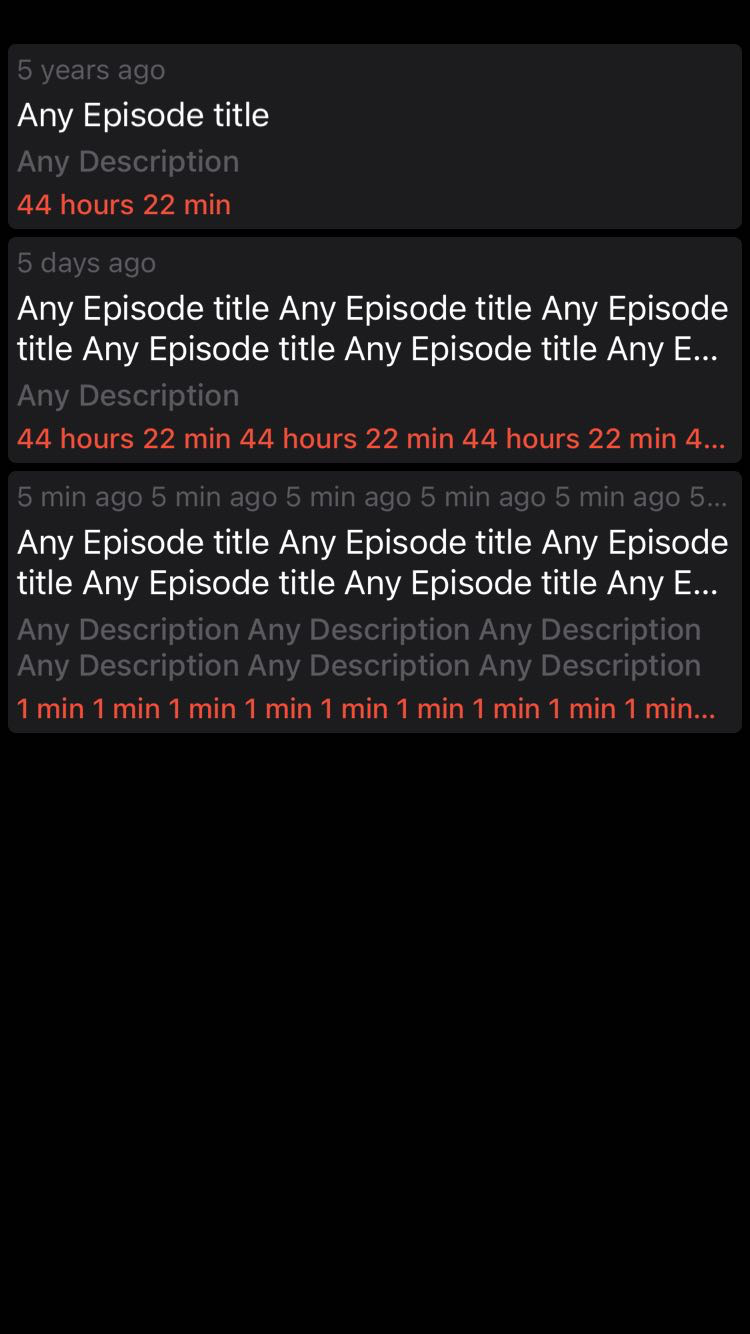 5 years ago
Any Episode title
Any Description
44 hours 22 min
5 days ago
Any Episode title Any Episode title Any Episode
title Any Episode title Any Episode title Any E...
Any Description
44 hours 22 min 44 hours 22 min 44 hours 22 min 4...
5 min ago 5 min ago 5 min ago 5 min ago 5 min ago 5...
Any Episode title Any Episode title Any Episode
title Any Episode title Any Episode title Any E...
Any Description Any Description Any Description
Any Description Any Description Any Description
1 min 1 min 1 min 1 min 1 min 1 min 1 min 1 min 1 min...